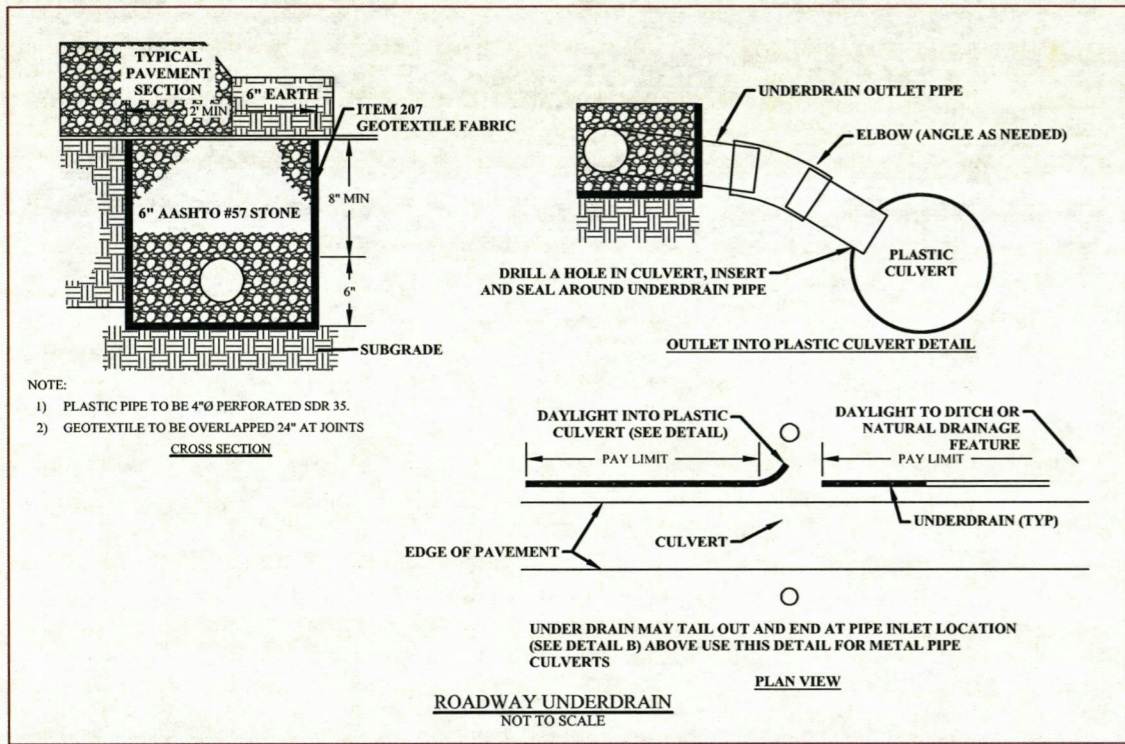 TYPICAL
PAVEMENT
SECTION
6" EARTH
2' MIN
ITEM 207
GEOTEXTILE FABRIC
8" MIN
6" AASHTO #57 STONE
6"
SUBGRADE
NOTE:
1) PLASTIC PIPE TO BE 4"Ø PERFORATED SDR 35.
2) GEOTEXTILE TO BE OVERLAPPED 24" AT JOINTS
CROSS SECTION
UNDERDRAIN OUTLET PIPE
ELBOW (ANGLE AS NEEDED)
PLASTIC
CULVERT
DRILL A HOLE IN CULVERT, INSERT
AND SEAL AROUND UNDERDRAIN PIPE
OUTLET INTO PLASTIC CULVERT DETAIL
DAYLIGHT INTO PLASTIC
CULVERT (SEE DETAIL)
DAYLIGHT TO DITCH OR
NATURAL DRAINAGE
FEATURE
PAY LIMIT
PAY LIMIT
UNDERDRAIN (TYP)
CULVERT
EDGE OF PAVEMENT
UNDER DRAIN MAY TAIL OUT AND END AT PIPE INLET LOCATION
(SEE DETAIL B) ABOVE USE THIS DETAIL FOR METAL PIPE
CULVERTS
PLAN VIEW
ROADWAY UNDERDRAIN
NOT TO SCALE